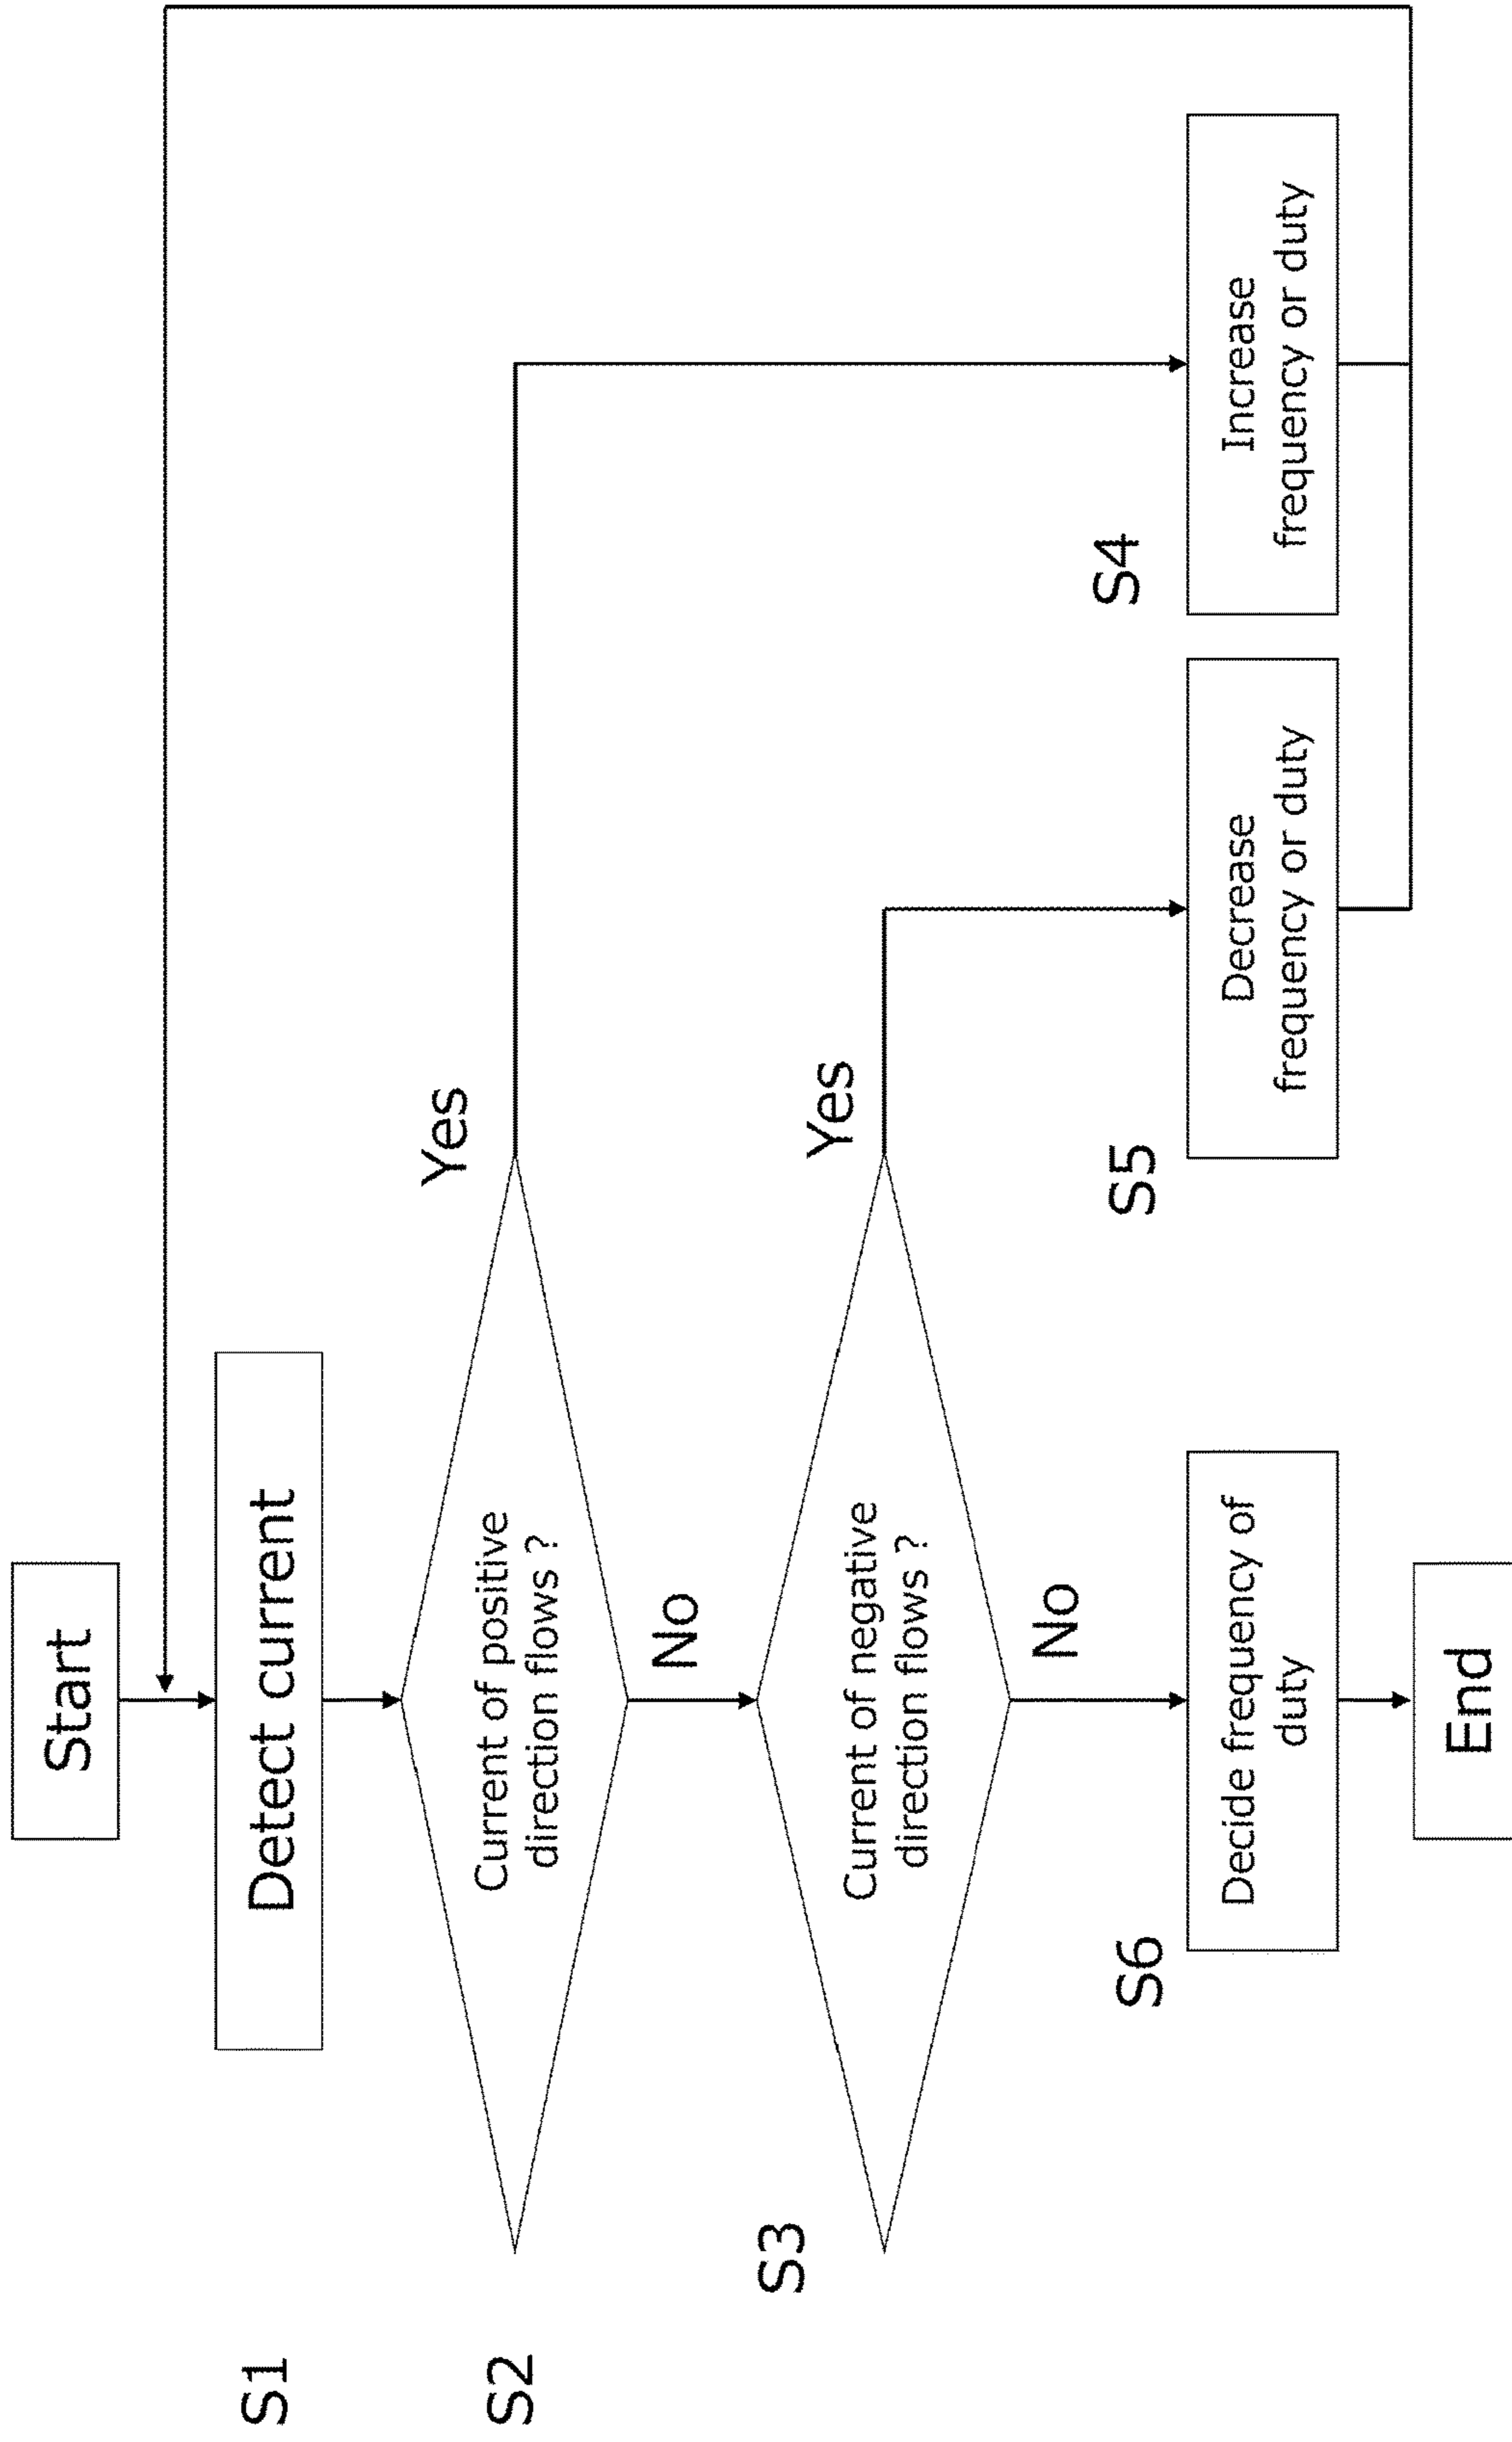 Start
S1
Detect current
S2
Current of positive
direction flows ?
Yes
No
S3
Current of negative
direction flows ?
Yes
No
S6
Decide frequency of
duty
S5
Decrease
frequency or duty
S4
Increase
frequency or duty
End